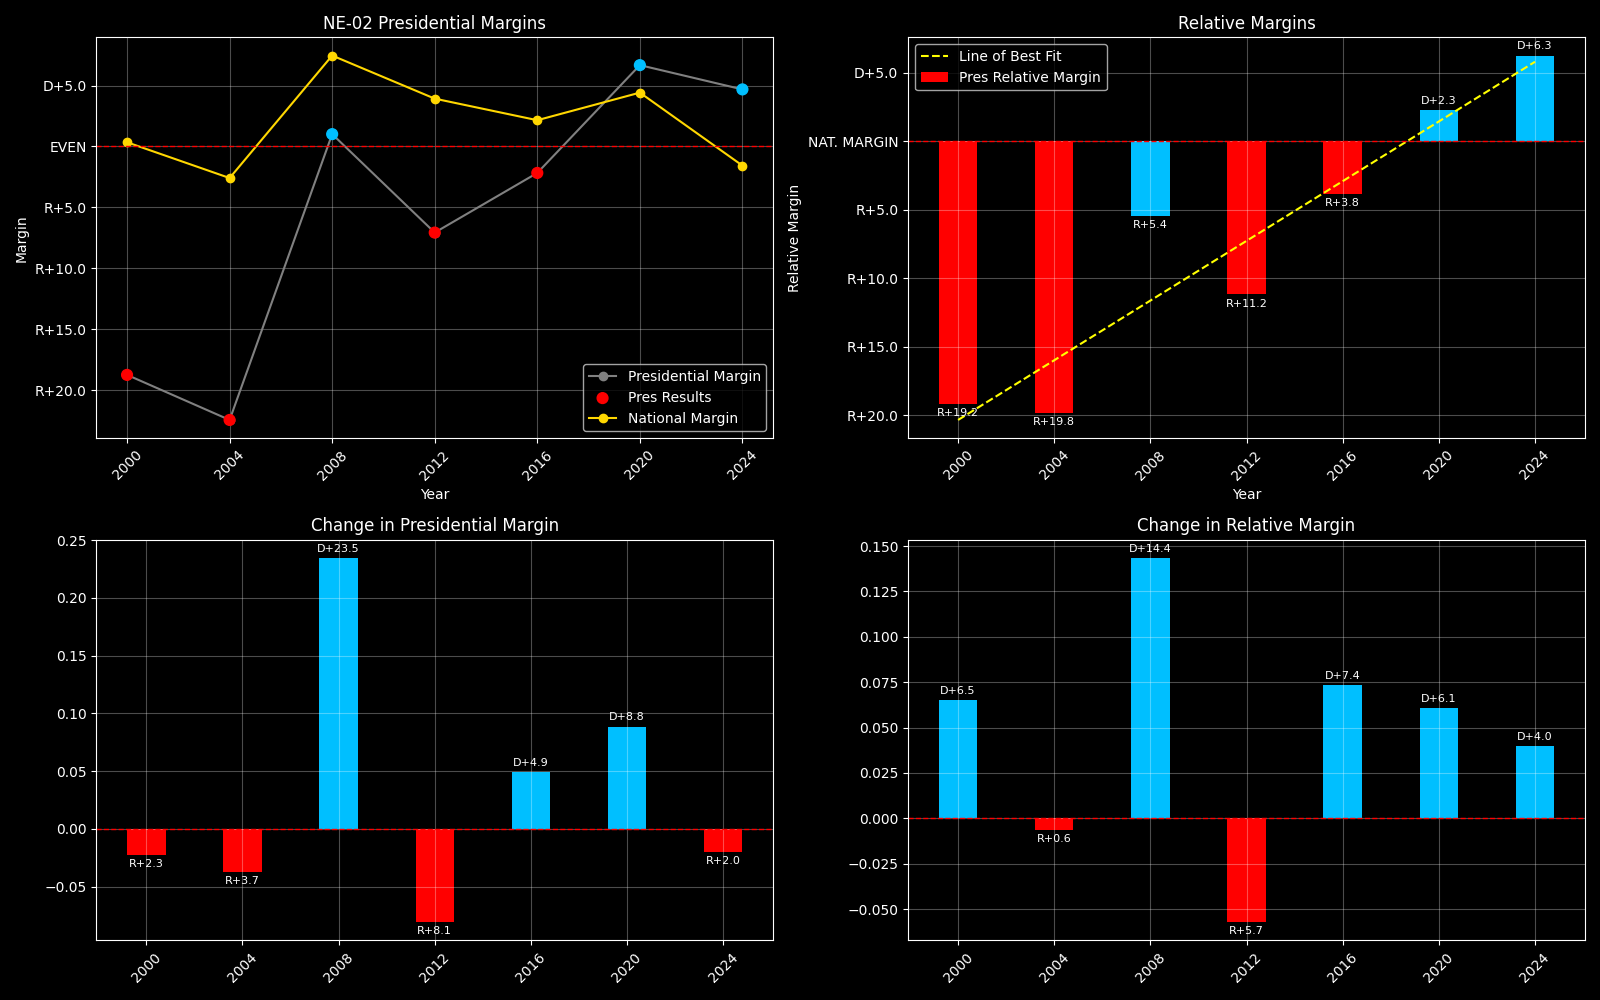 NE-02 Presidential Margins
Margin
D+5.0
EVEN
R+5.0
R+10.0
R+15.0
R+20.0
Presidential Margin
Pres Results
National Margin
2000
2004
2008
2012
2016
2020
2024
Year
Relative Margins
Relative Margin
D+5.0
NAT. MARGIN
R+5.0
R+10.0
R+15.0
R+20.0
Line of Best Fit
Pres Relative Margin
R+19.2
R+19.8
R+5.4
R+11.2
R+3.8
D+2.3
D+6.3
2000
2004
2008
2012
2016
2020
2024
Year
Change in Presidential Margin
0.25
0.20
0.15
0.10
0.05
0.00
−0.05
R+2.3
R+3.7
D+23.5
R+8.1
D+4.9
D+8.8
R+2.0
2000
2004
2008
2012
2016
2020
2024
Change in Relative Margin
0.150
0.125
0.100
0.075
0.050
0.025
0.000
−0.025
−0.050
D+6.5
R+0.6
D+14.4
R+5.7
D+7.4
D+6.1
D+4.0
2000
2004
2008
2012
2016
2020
2024